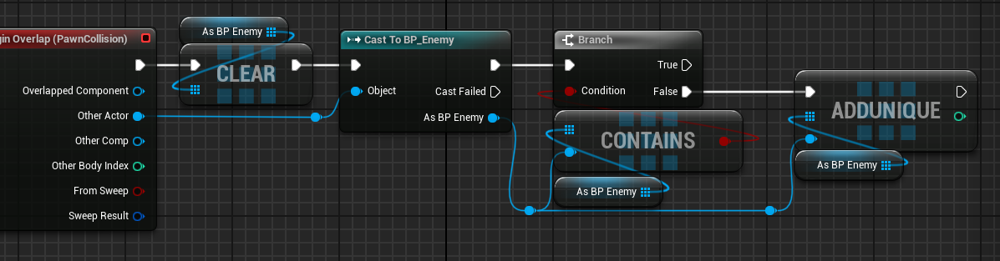 gin Overlap (PawnCollision)
Overlapped Component
Other Actor
Other Comp
Other Body Index
From Sweep
Sweep Result
As BP Enemy
CLEAR
Cast To BP_Enemy
Object
Cast Failed
As BP Enemy
Branch
True
Condition
False
CONTAINS
As BP Enemy
ADDUNIQUE
As BP Enemy